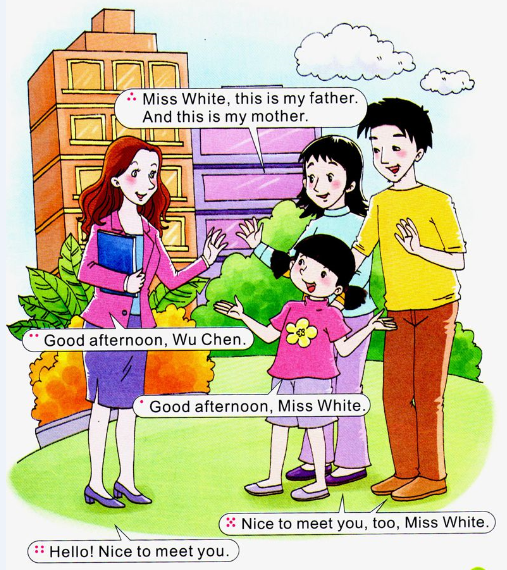 Miss White, this is my father.
And this is my mother.
Good afternoon, Wu Chen.
Good afternoon, Miss White.
Nice to meet you, too, Miss White.
Hello! Nice to meet you.